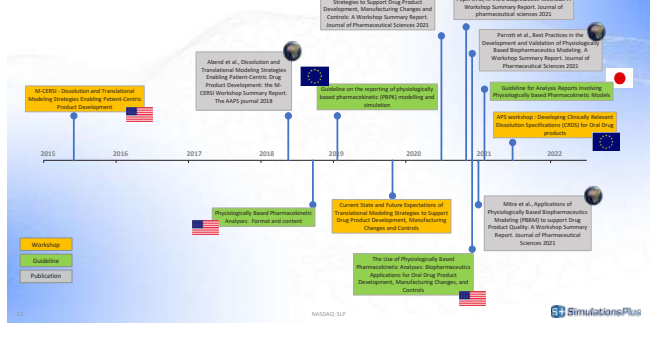 Strategies to Support Drug Product
Development, Manufacturing Changes and
Controls: A Workshop Summary Report.
Journal of Pharmaceutical Sciences 2021
Workshop Summary Report. Journal of
pharmaceutical sciences 2021
Parrott et al., Best Practices in the
Development and Validation of Physiologically
Based Biopharmaceutics Modeling. A
Workshop Summary Report. Journal of
Pharmaceutical Sciences 2021
Abend et al., Dissolution and
Translational Modeling Strategies
Enabling Patient-Centric Drug
Product Development: the M-
CERSI Workshop Summary Report.
The AAPS journal 2018
M-CERSI - Dissolution and Translational
Modeling Strategies Enabling Patient-Centric
Product Development
Guideline on the reporting of physiologically
based pharmacokinetic (PBPK) modelling and
simulation
Guideline for Analysis Reports Involving
Physiologically based Pharmacokinetic Models
APS workshop : Developing Clinically Relevant
Dissolution Specifications (CRDS) for Oral Drug
products
2015 2016 2017 2018 2019 2020 2021 2022
Physiologically Based Pharmacokinetic
Analyses: Format and content
Current State and Future Expectations of
Translational Modeling Strategies to Support
Drug Product Development, Manufacturing
Changes and Controls
Mitra et al., Applications of
Physiologically Based Biopharmaceutics
Modeling (PBBM) to support Drug
Product Quality: A Workshop Summary
Report. Journal of Pharmaceutical
Sciences 2021
The Use of Physiologically Based
Pharmacokinetic Analyses: Biopharmaceutics
Applications for Oral Drug Product
Development, Manufacturing Changes, and
Controls
Workshop
Guideline
Publication
NASDAQ: SLP
S+ SimulationsPlus